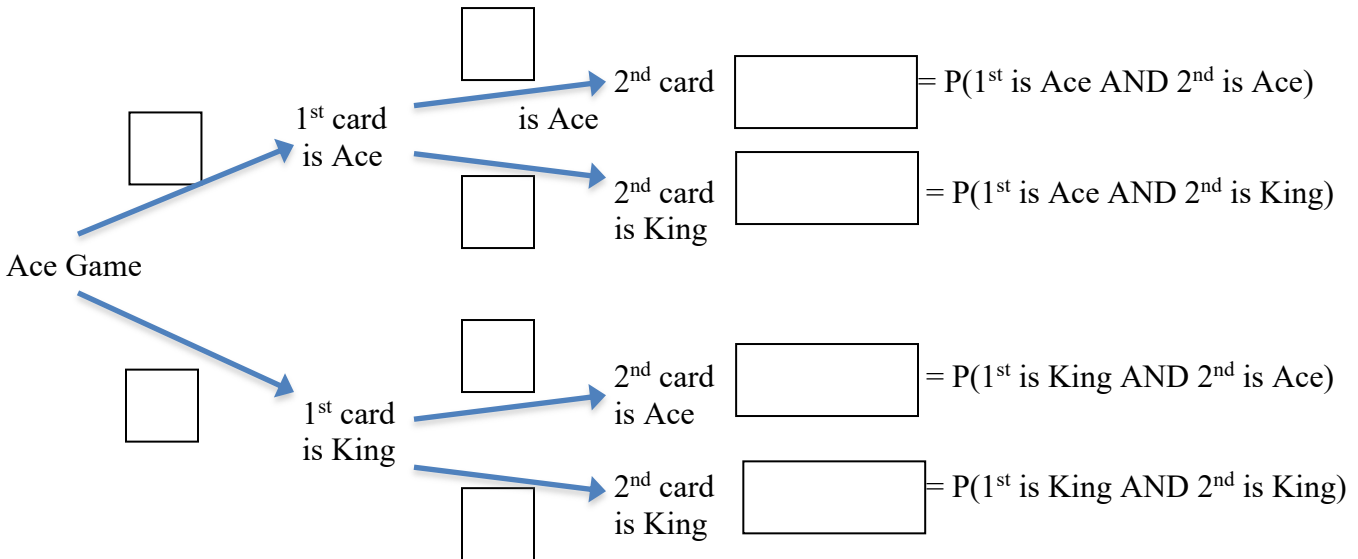 2nd card = P(1st is Ace AND 2nd is Ace)
1st card is Ace
is Ace
2nd card = P(1st is Ace AND 2nd is King)
is King
Ace Game
2nd card = P(1st is King AND 2nd is Ace)
is Ace
1st card
is King
2nd card = P(1st is King AND 2nd is King)
is King